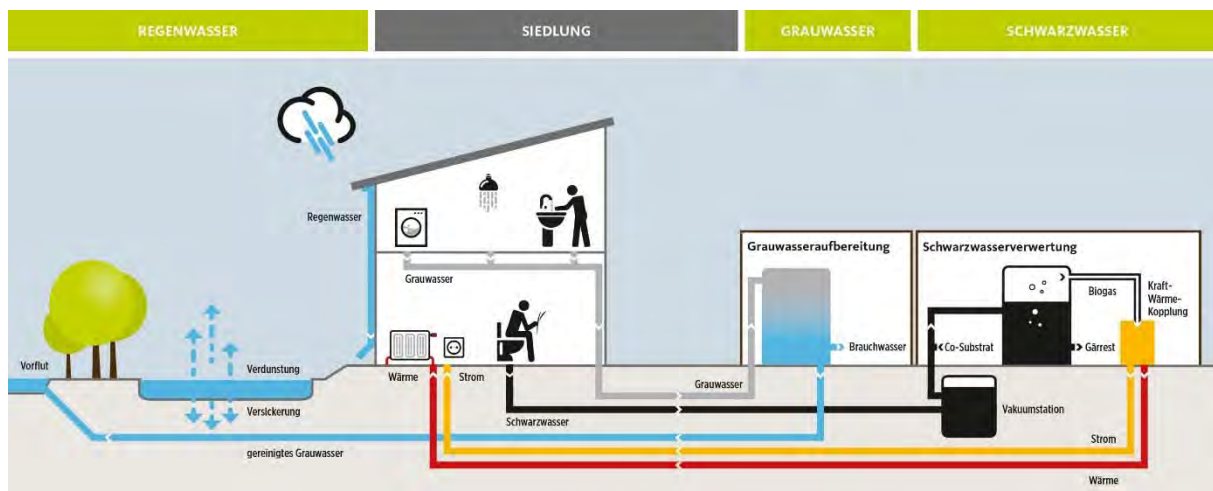 REGENWASSER
SIEDLUNG
GRAUWASSER
SCHWARZWASSER
Regenwasser
Grauwasser
Grauwasseraufbereitung
Schwarzwasserverwertung
Biogas
Kraft-
Wärme-
Kopplung
Vorflut
Verdunstung
Versickerung
Wärme
Strom
Schwarzwasser
Grauwasser
Brauchwasser
Co-Substrat
Gärrest
Vakuumstation
gereinigtes Grauwasser
Strom
Wärme